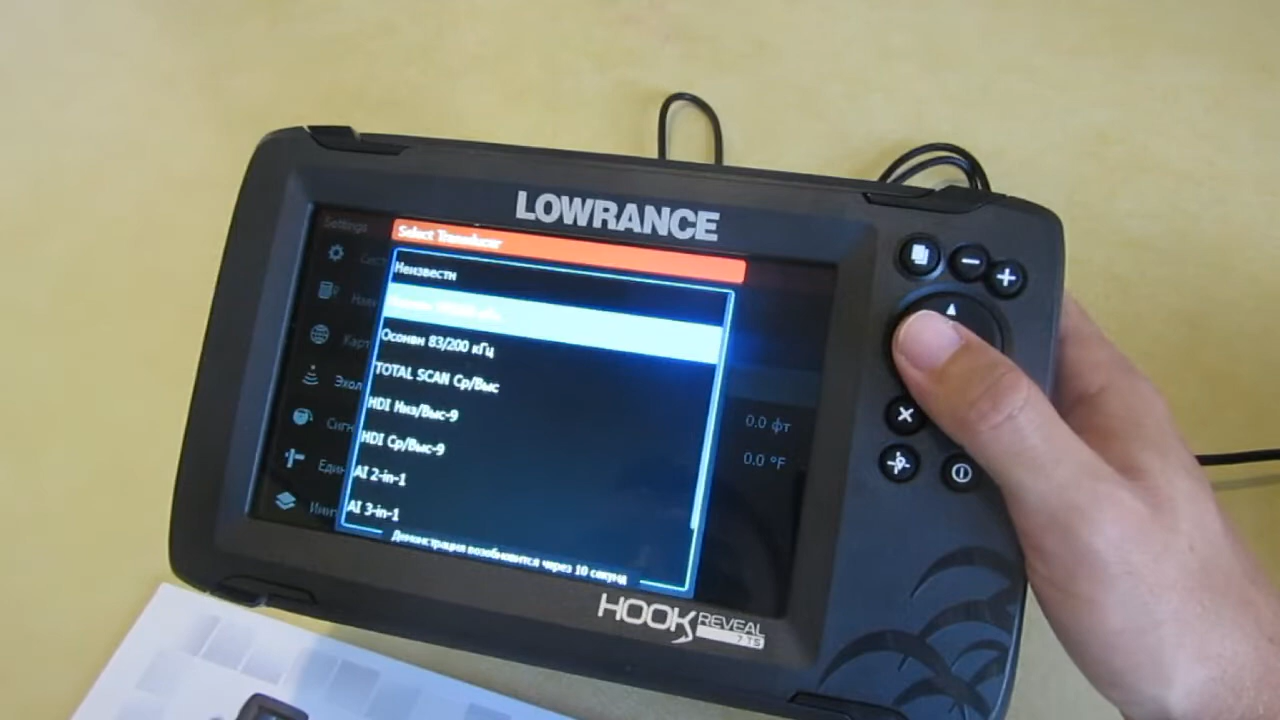 LOWRANCE
Settings
Select Transducer
Неизвестн
Осонвн 83/200 кГц
TOTAL SCAN Ср/Выс
HDI Низ/Выс-9
HDI Ср/Выс-9
AI 2-in-1
AI 3-in-1
Демонстрация возобновится через 10 секунд
0.0 фт
0.0 °F
HOOK REVEAL
7 TS